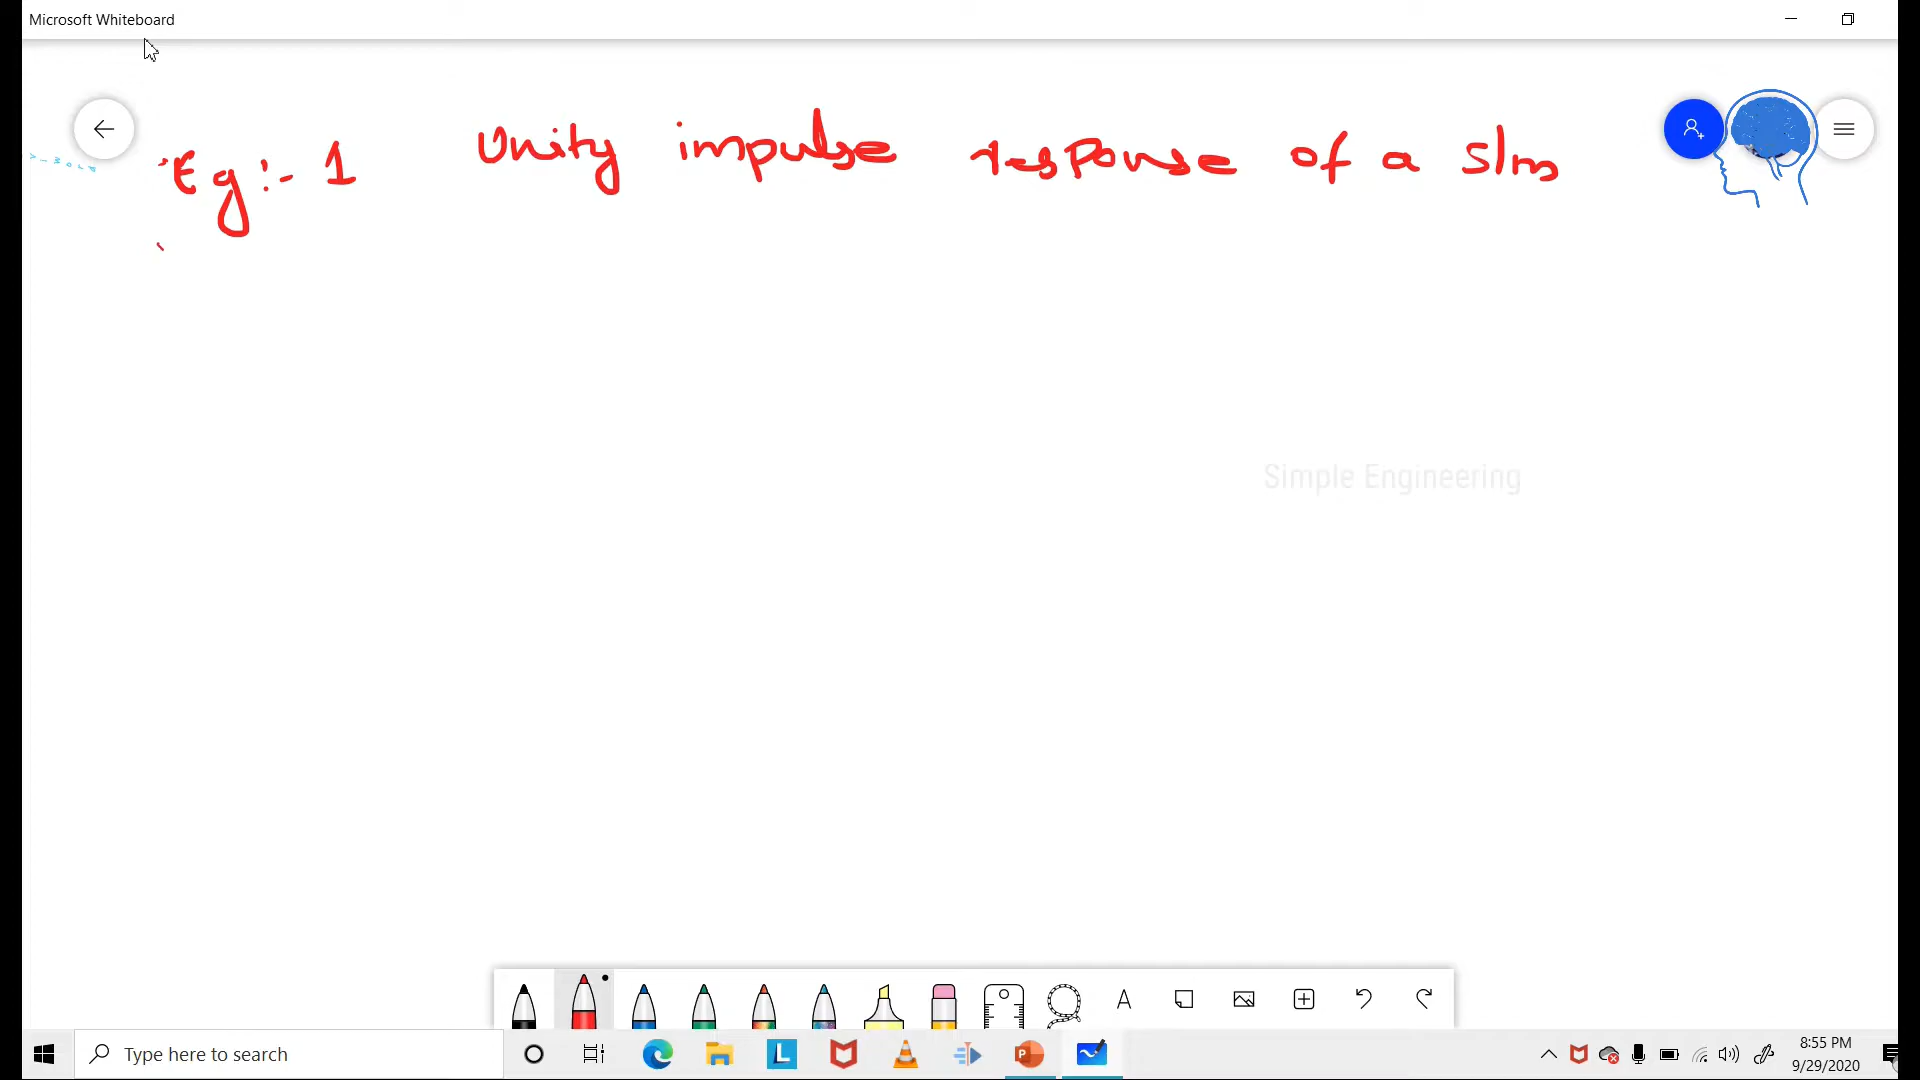 Microsoft Whiteboard
Eg:- 1 Unity impulse response of a s/m
Simple Engineering
Type here to search
8:55 PM
9/29/2020